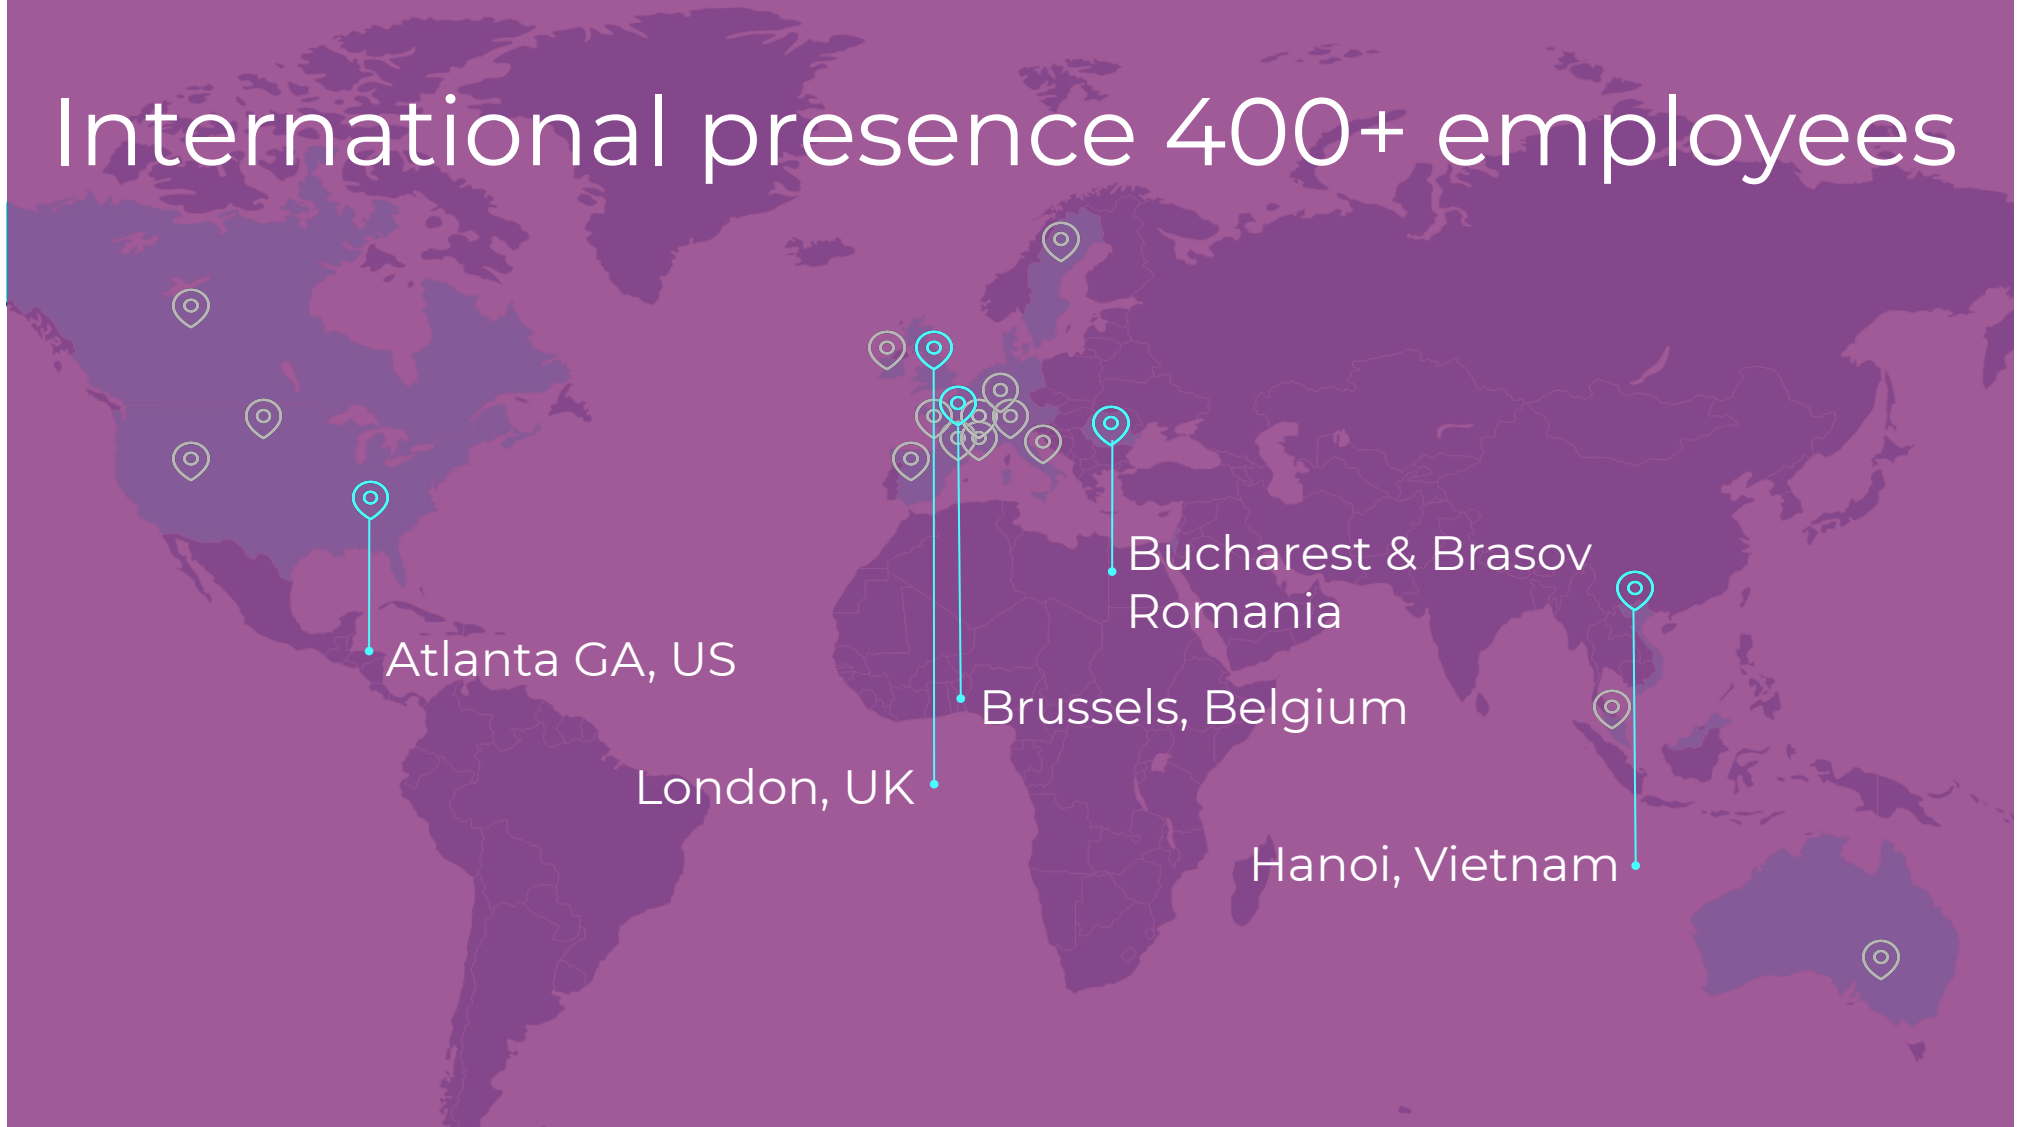 International presence 400+ employees
Bucharest & Brasov
Romania
Atlanta GA, US
Brussels, Belgium
London, UK
Hanoi, Vietnam